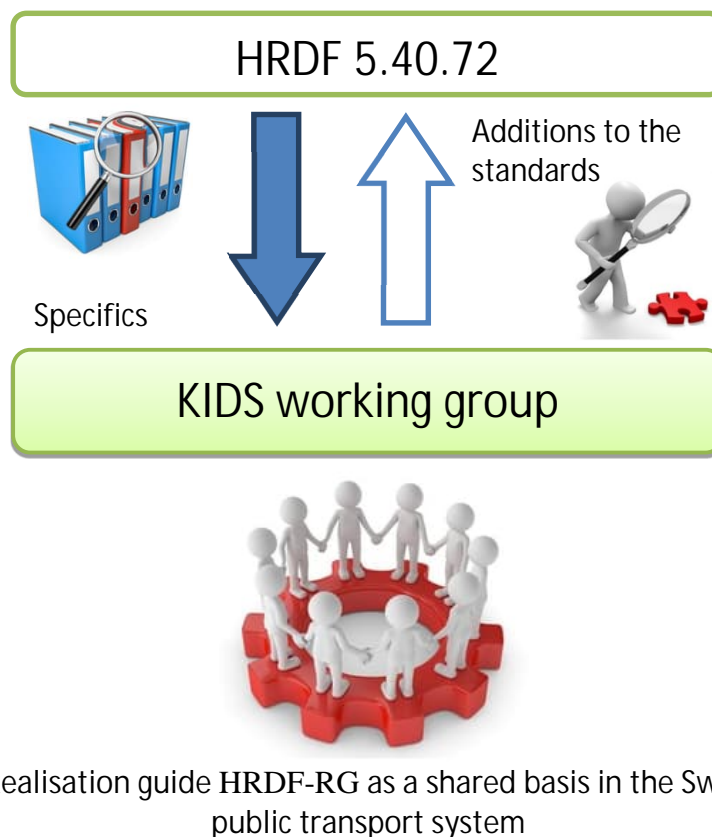 HRDF 5.40.72
Additions to the
standards
Specifics
KIDS working group
ealisation guide HRDF-RG as a shared basis in the Sw
public transport system